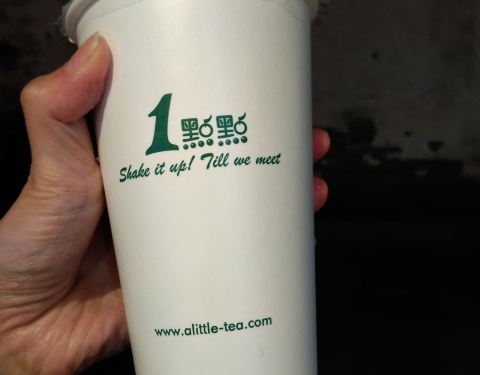 1點點
Shake it up! Till we meet
www.alittle-tea.com